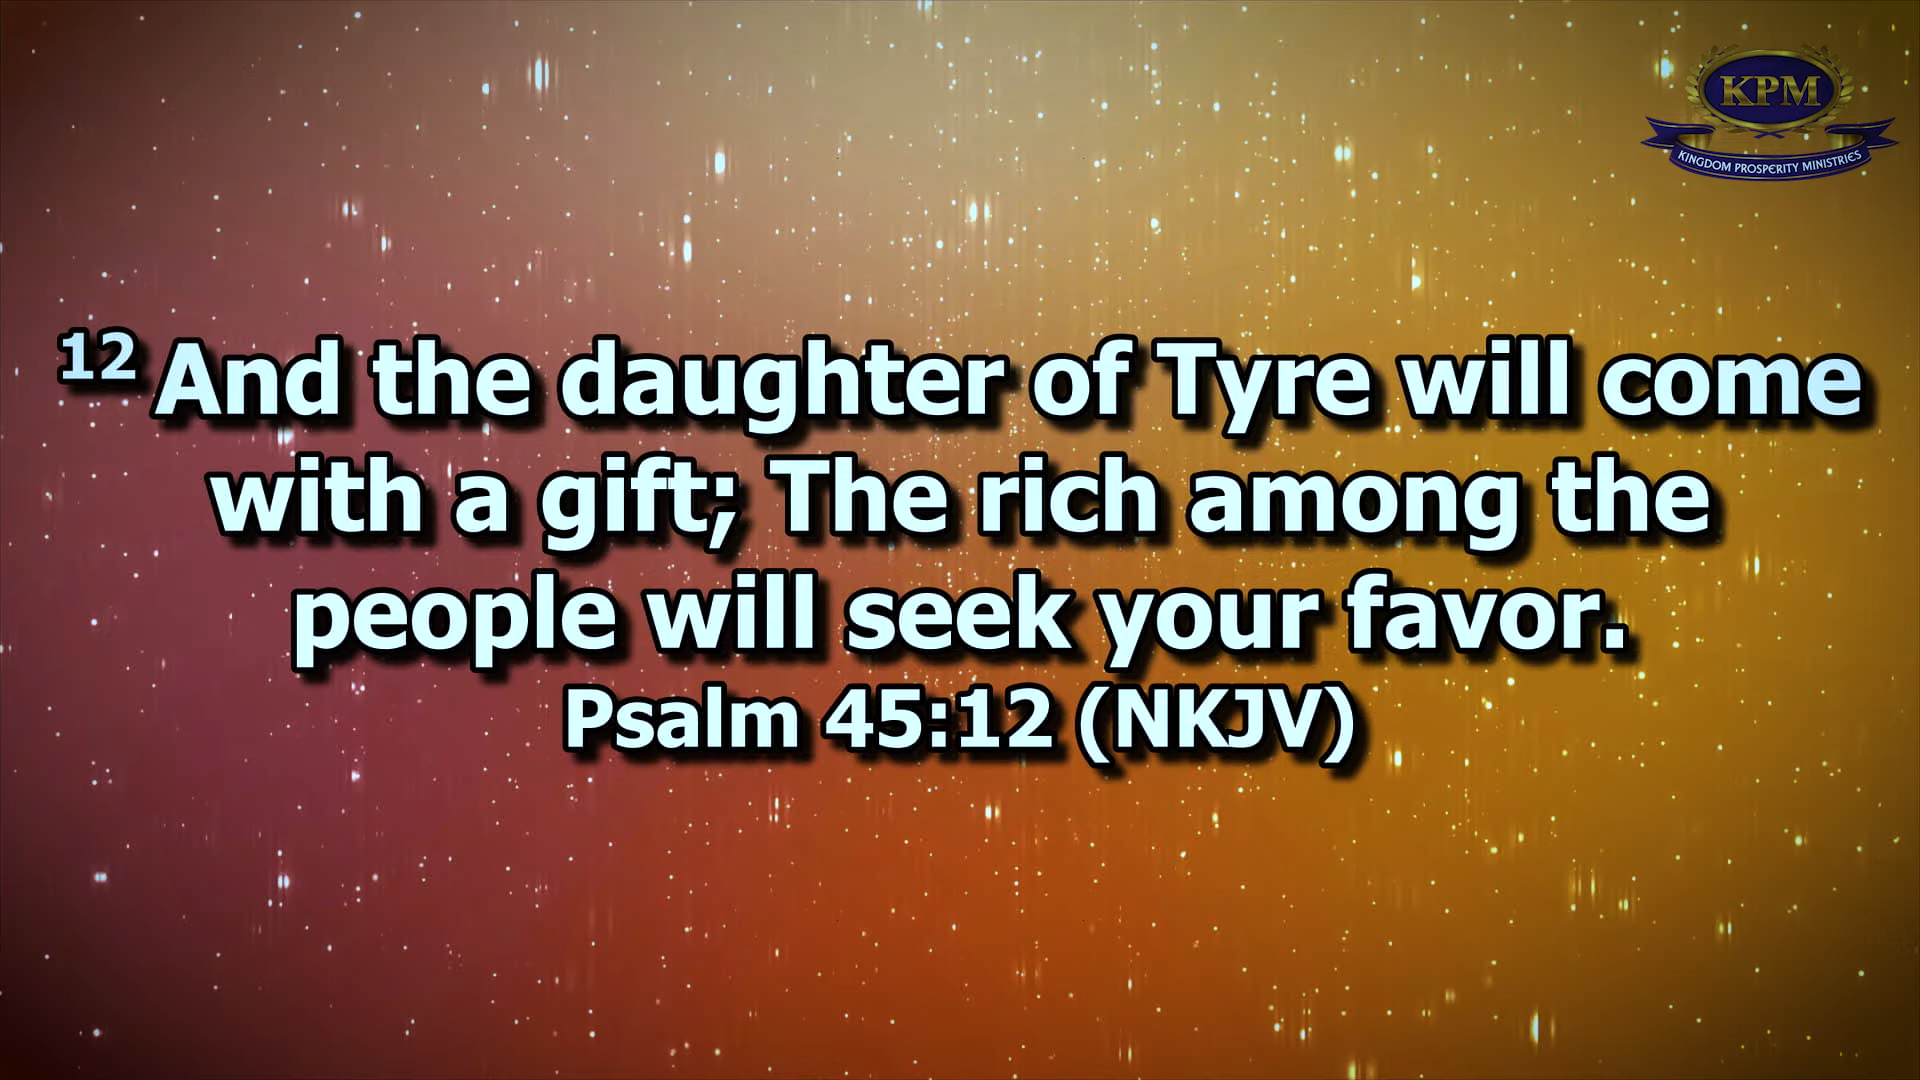 KPM
KINGDOM PROSPERITY MINISTRIES
12 And the daughter of Tyre will come
with a gift; The rich among the
people will seek your favor.
Psalm 45:12 (NKJV)